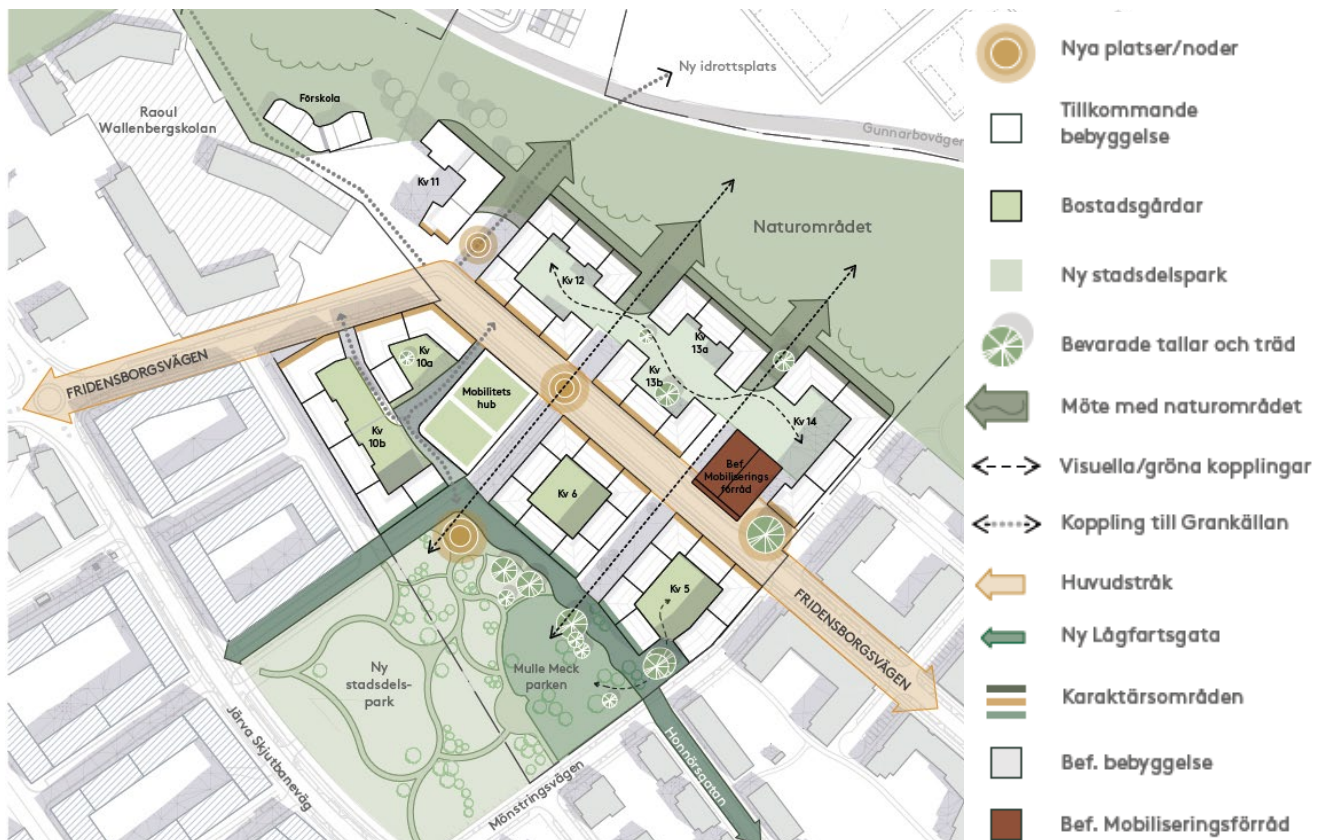 Ny idrottsplats
Förskola
Raoul
Wallenbergskolan
Gunnarbovägen
Kv 11
Naturområdet
Kv 12
FRIDENSBORGSVÄGEN
Kv
10a
Kv
13a
Kv
13b
Mobilitets
hub
Kv
10b
Kv 14
Bef.
Mobiliserings
förråd
Kv 6
Kv 5
FRIDENSBORGSVÄGEN
Ny
stadsdels-
park
Mulle Meck
parken
Järva Skjutbaneväg
Mönstringsvägen
Honnörsgatan
Nya platser/noder
Tillkommande
bebyggelse
Bostadsgårdar
Ny stadsdelspark
Bevarade tallar och träd
Möte med naturområdet
Visuella/gröna kopplingar
Koppling till Grankällan
Huvudstråk
Ny Lågfartsgata
Karaktärsområden
Bef. bebyggelse
Bef. Mobiliseringsförråd